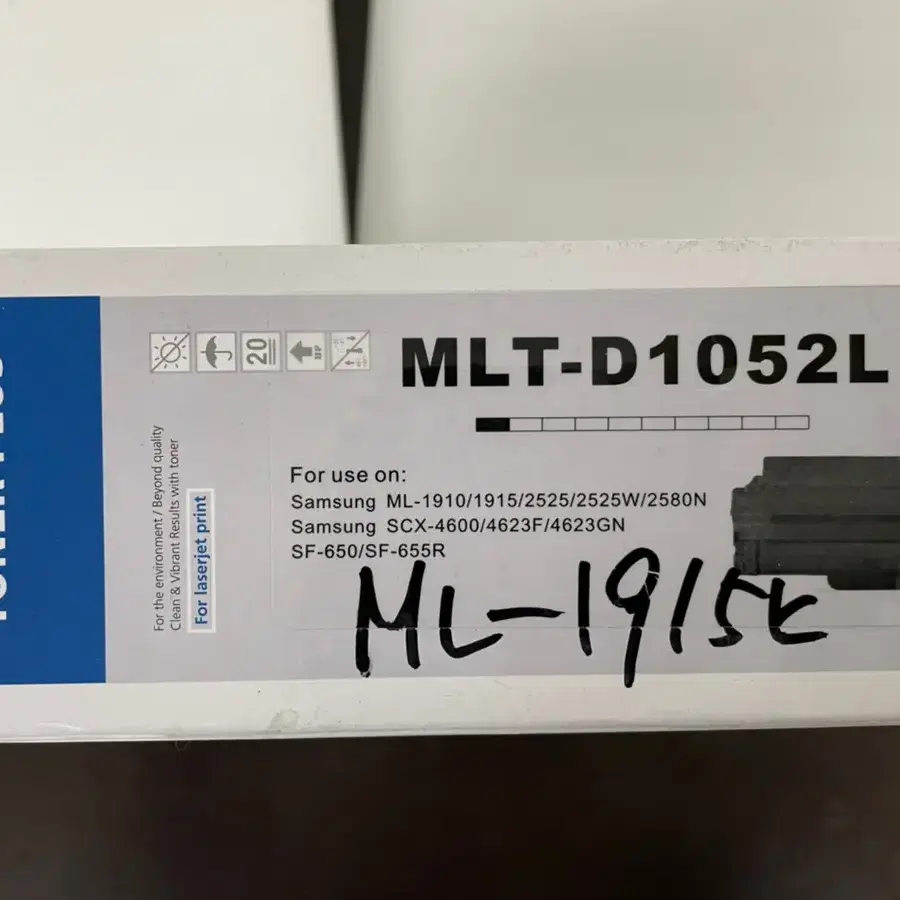 MLT-D1052L
20
For use on:
Samsung ML-1910/1915/2525/2525W/2580N
Samsung SCX-4600/4623F/4623GN
SF-650/SF-655R
ML-1915K
For the environment / Beyond quality
Clean & Vibrant Results with toner
For laserjet print